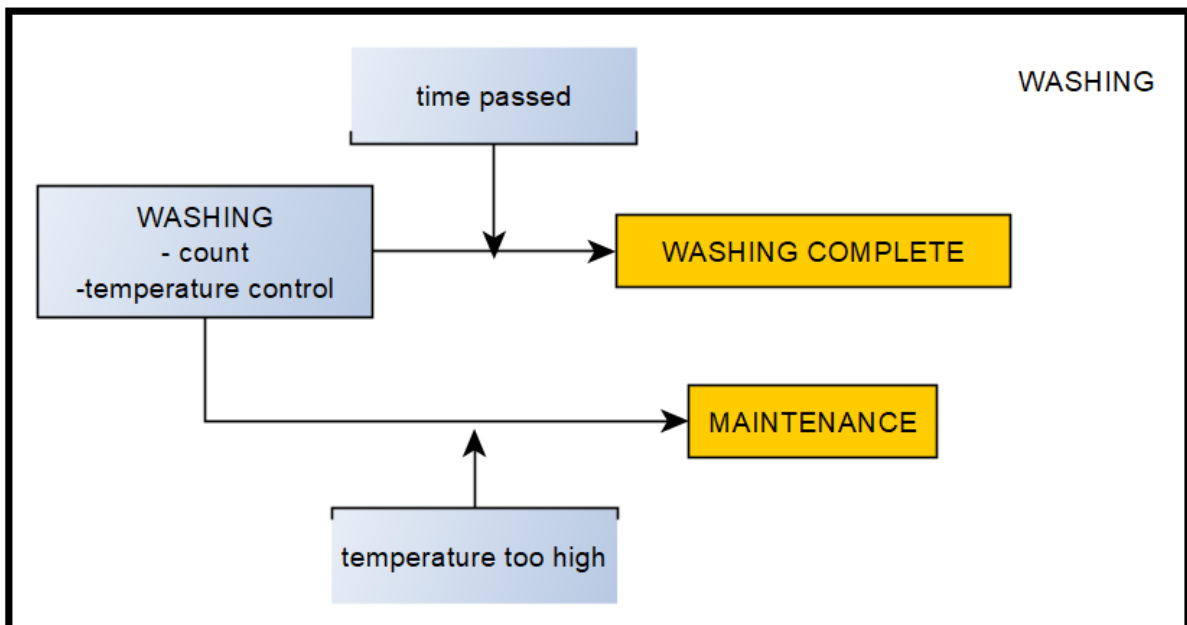 WASHING
time passed
WASHING
- count
-temperature control
WASHING COMPLETE
MAINTENANCE
temperature too high